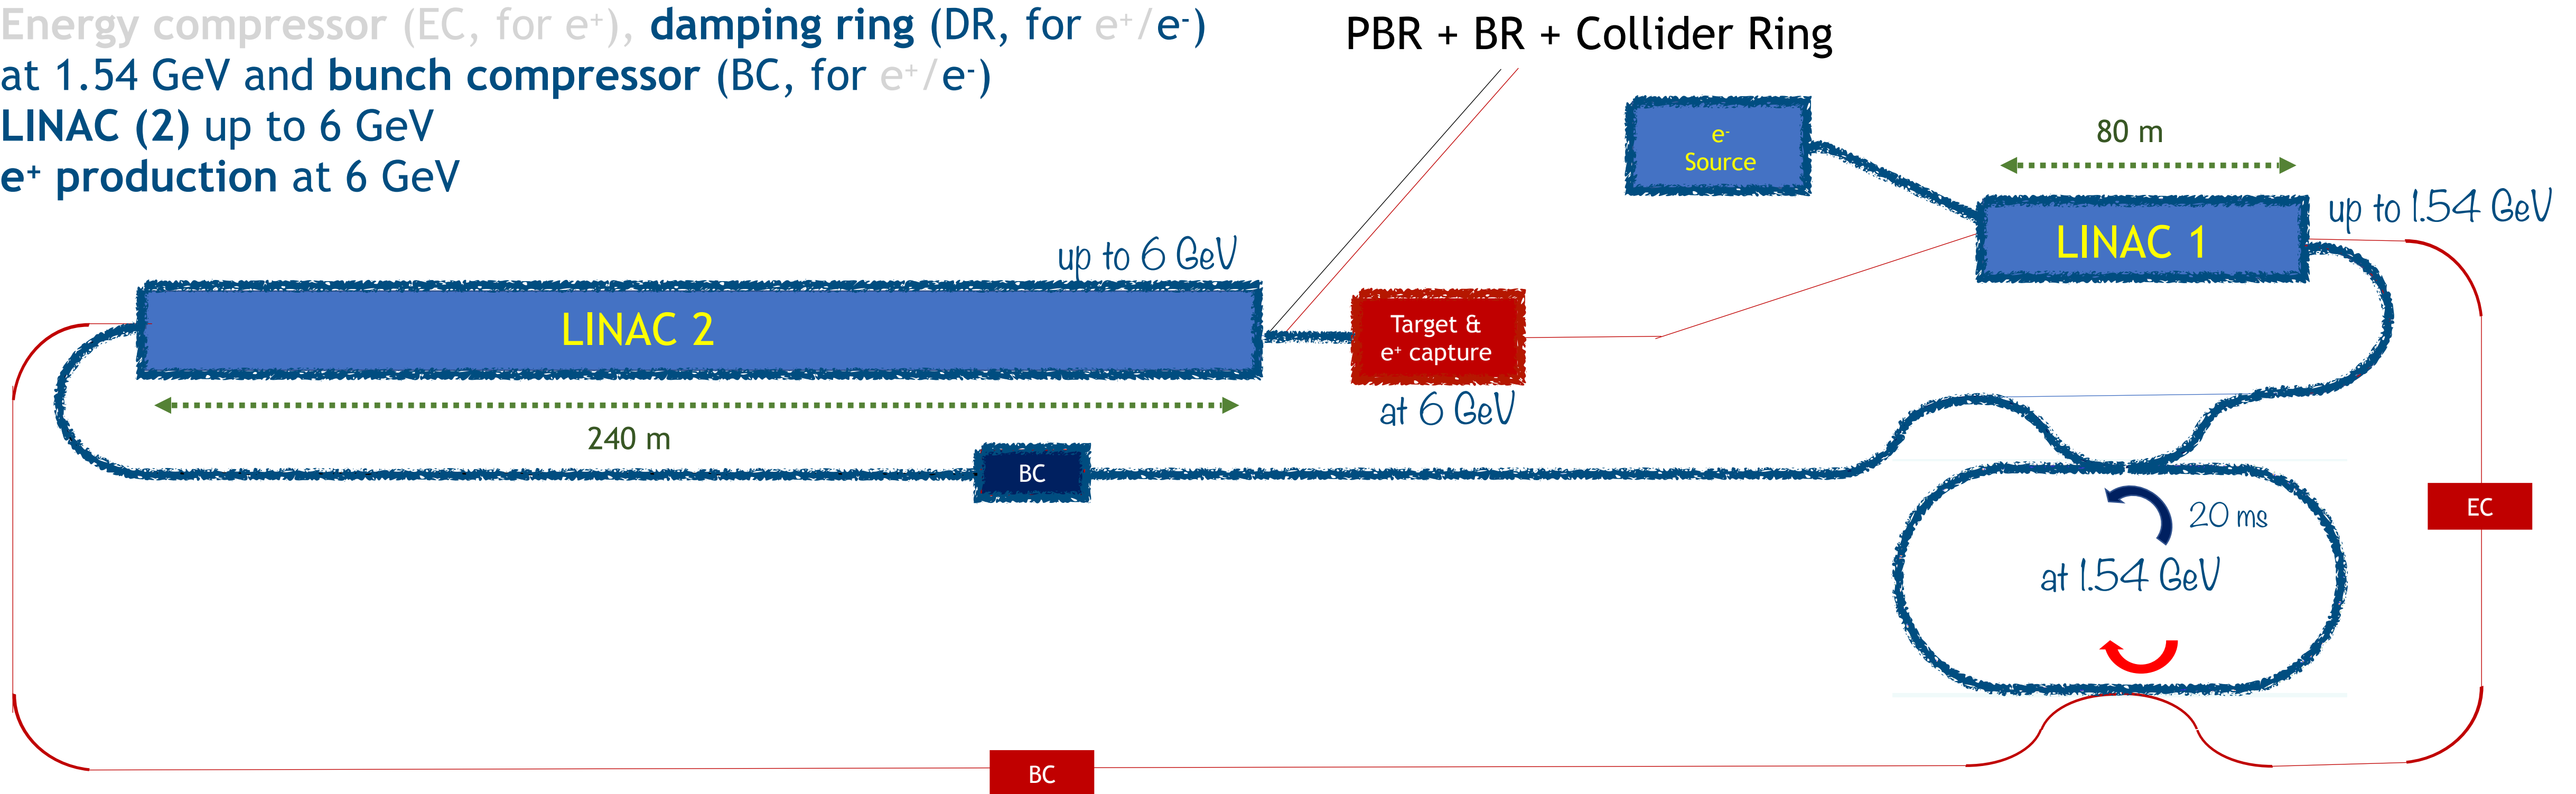 Energy compressor (EC, for e⁺), damping ring (DR, for e⁺/e⁻)
at 1.54 GeV and bunch compressor (BC, for e⁺/e⁻)
LINAC (2) up to 6 GeV
e⁺ production at 6 GeV
PBR + BR + Collider Ring
e⁻
Source
80 m
LINAC 1
up to 1.54 GeV
up to 6 GeV
LINAC 2
Target &
e⁺ capture
at 6 GeV
240 m
BC
20 ms
at 1.54 GeV
EC
BC